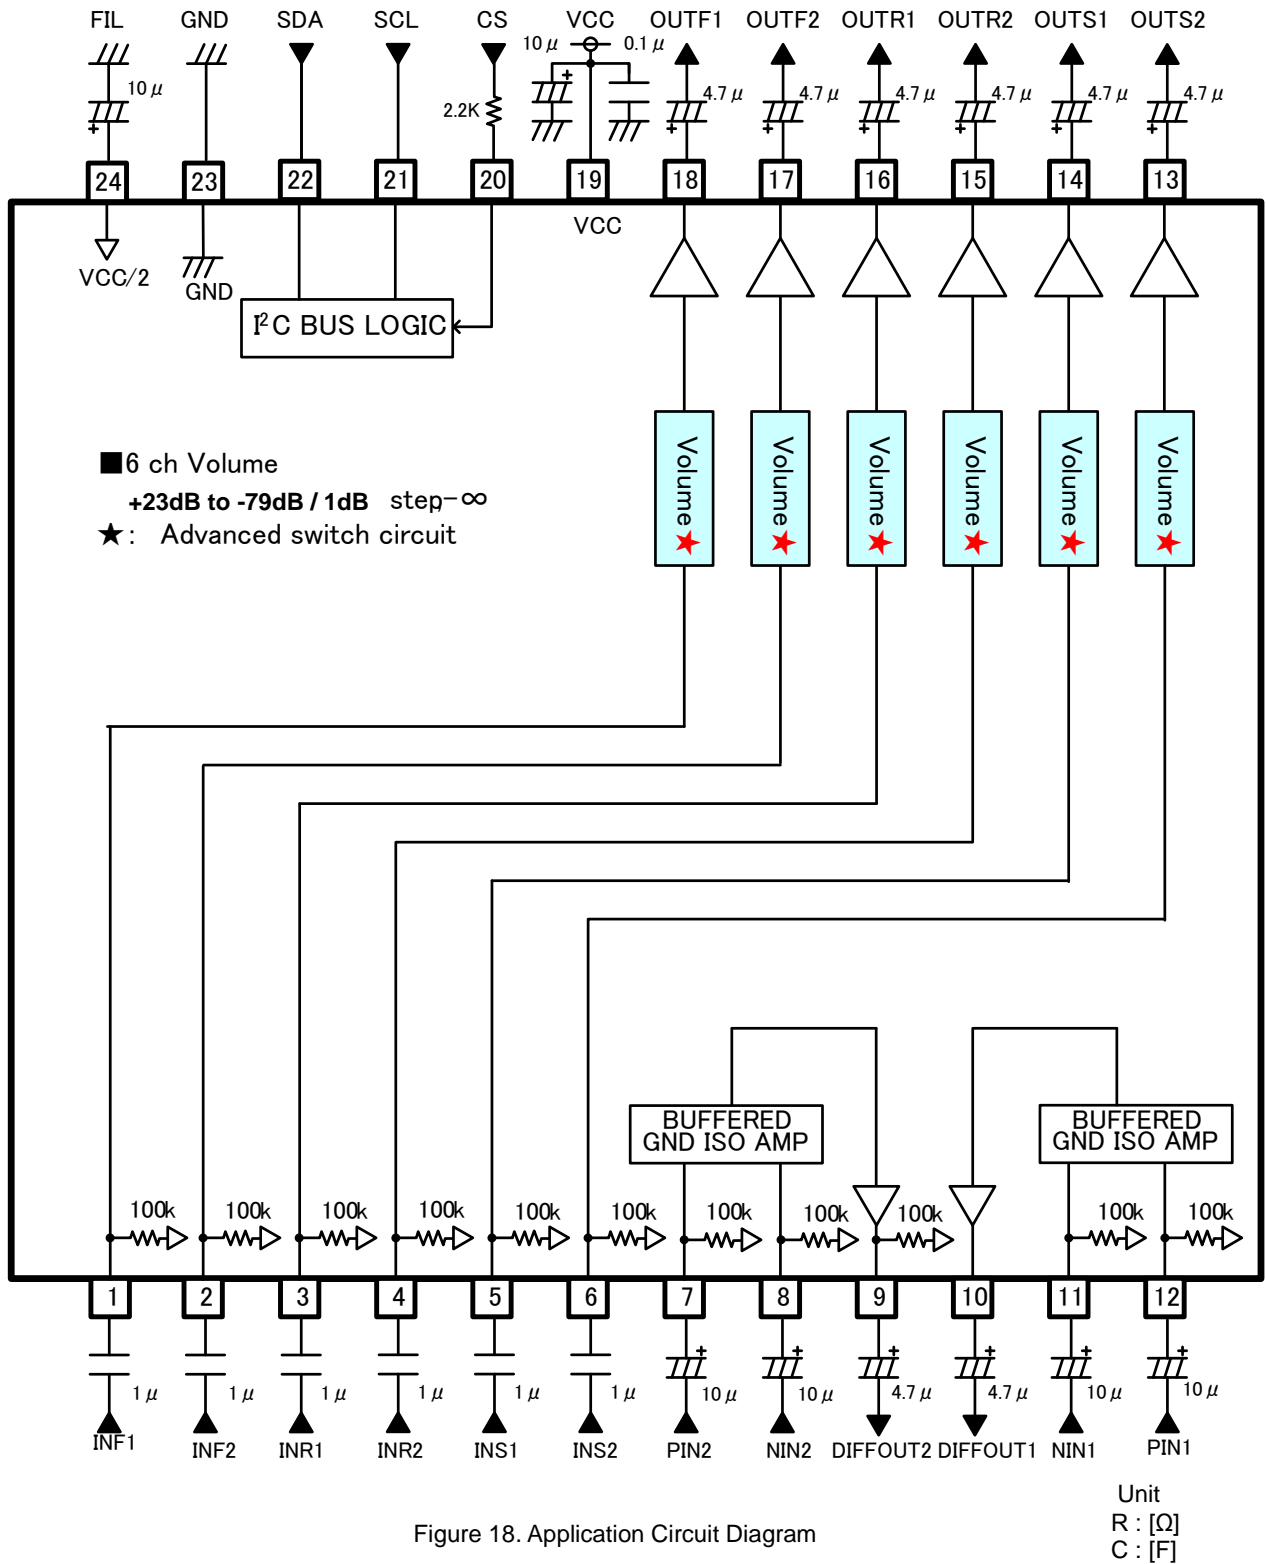 FIL GND SDA SCL CS VCC OUTF1 OUTF2 OUTR1 OUTR2 OUTS1 OUTS2
10μ 2.2K 10μ 0.1μ 4.7μ 4.7μ 4.7μ 4.7μ 4.7μ 4.7μ
+ + + + + + + +
24 23 22 21 20 19 18 17 16 15 14 13
VCC
VCC/2
GND
I²C BUS LOGIC
Volume★ Volume★ Volume★ Volume★ Volume★ Volume★
■6 ch Volume
+23dB to -79dB / 1dB step-∞
★: Advanced switch circuit
BUFFERED
GND ISO AMP
BUFFERED
GND ISO AMP
100k 100k 100k 100k 100k 100k 100k 100k 100k 100k 100k
1 2 3 4 5 6 7 8 9 10 11 12
+ + + + + +
1μ 1μ 1μ 1μ 1μ 1μ 10μ 10μ 4.7μ 4.7μ 10μ 10μ
INF1 INF2 INR1 INR2 INS1 INS2 PIN2 NIN2 DIFFOUT2 DIFFOUT1 NIN1 PIN1
Unit
R : [Ω]
C : [F]
Figure 18. Application Circuit Diagram